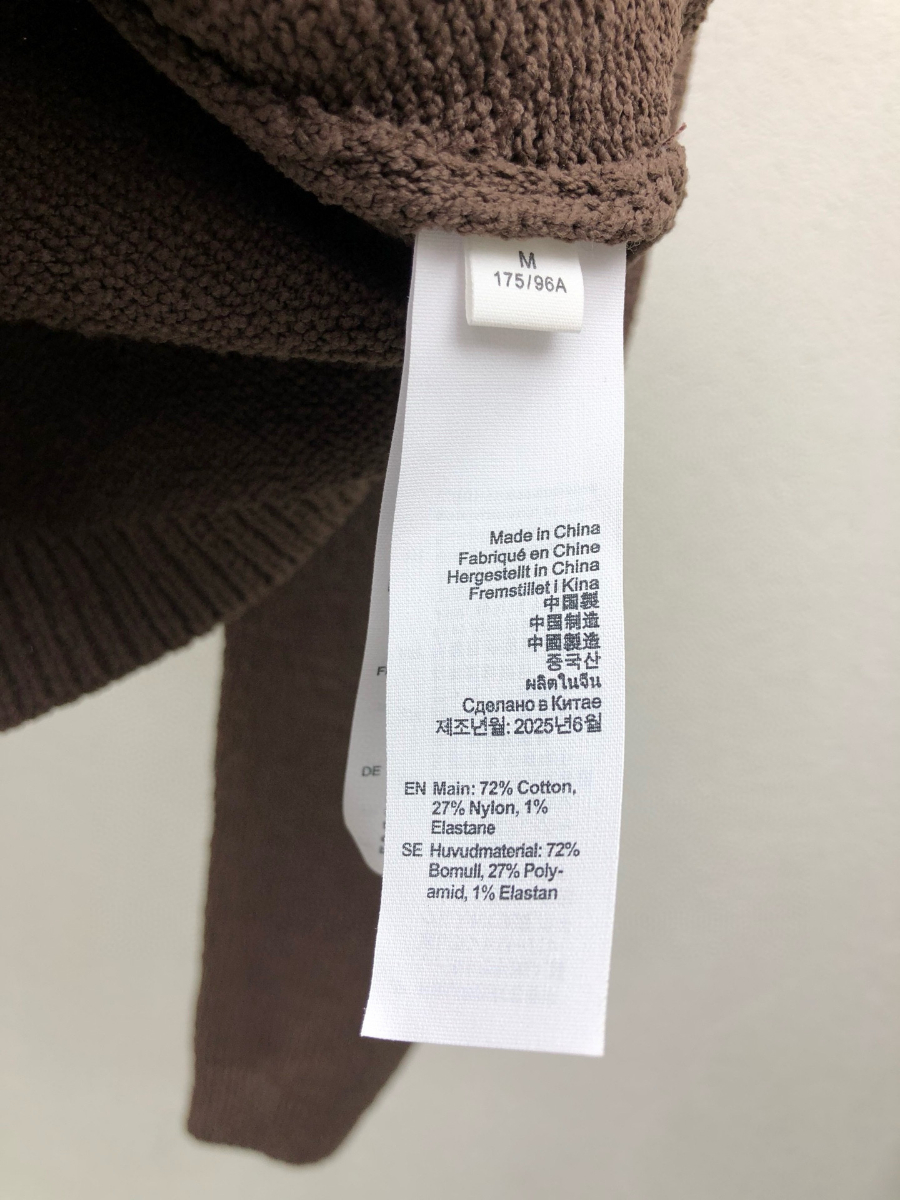 M
175/96A
Made in China
Fabriqué en Chine
Hergestellt in China
Fremstillet i Kina
中国製
中国制造
中國製造
중국산
ผลิตในจีน
Сделано в Китае
제조년월: 2025년6월
EN Main: 72% Cotton,
27% Nylon, 1%
Elastane
SE Huvudmaterial: 72%
Bomull, 27% Poly-
amid, 1% Elastan
DE